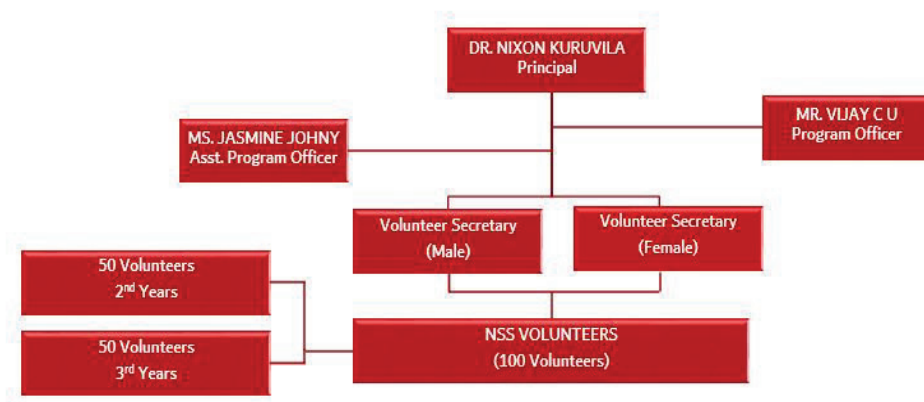 DR. NIXON KURUVILA
Principal
MS. JASMINE JOHNY
Asst. Program Officer
MR. VIJAY C U
Program Officer
Volunteer Secretary
(Male)
Volunteer Secretary
(Female)
50 Volunteers
2nd Years
50 Volunteers
3rd Years
NSS VOLUNTEERS
(100 Volunteers)